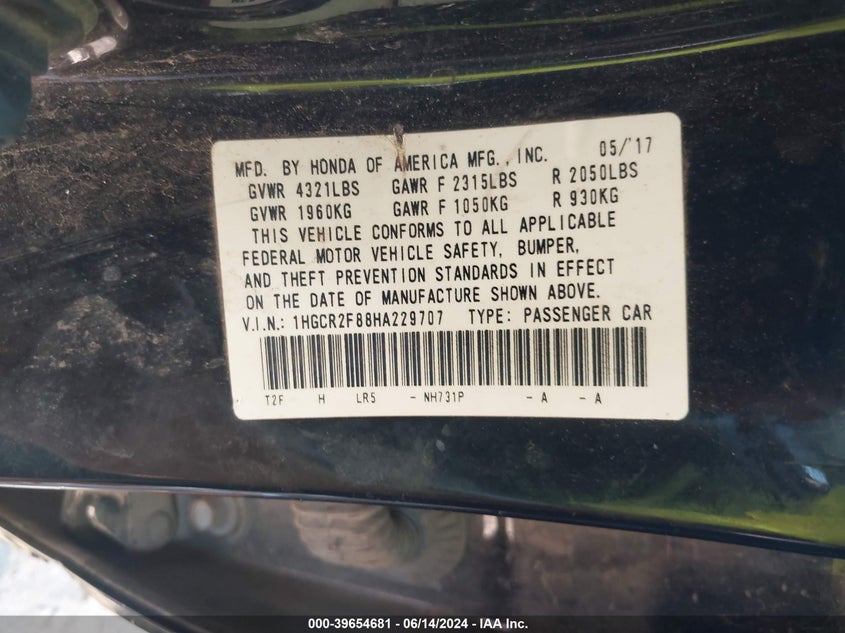 MFD. BY HONDA OF AMERICA MFG., INC. 05/'17
GVWR 4321LBS GAWR F 2315LBS R 2050LBS
GVWR 1960KG GAWR F 1050KG R 930KG
THIS VEHICLE CONFORMS TO ALL APPLICABLE
FEDERAL MOTOR VEHICLE SAFETY, BUMPER,
AND THEFT PREVENTION STANDARDS IN EFFECT
ON THE DATE OF MANUFACTURE SHOWN ABOVE.
V.I.N.: 1HGCR2F88HA229707 TYPE: PASSENGER CAR
T2F H LR5 - NH731P - A - A
000-39654681 - 06/14/2024 - IAA Inc.